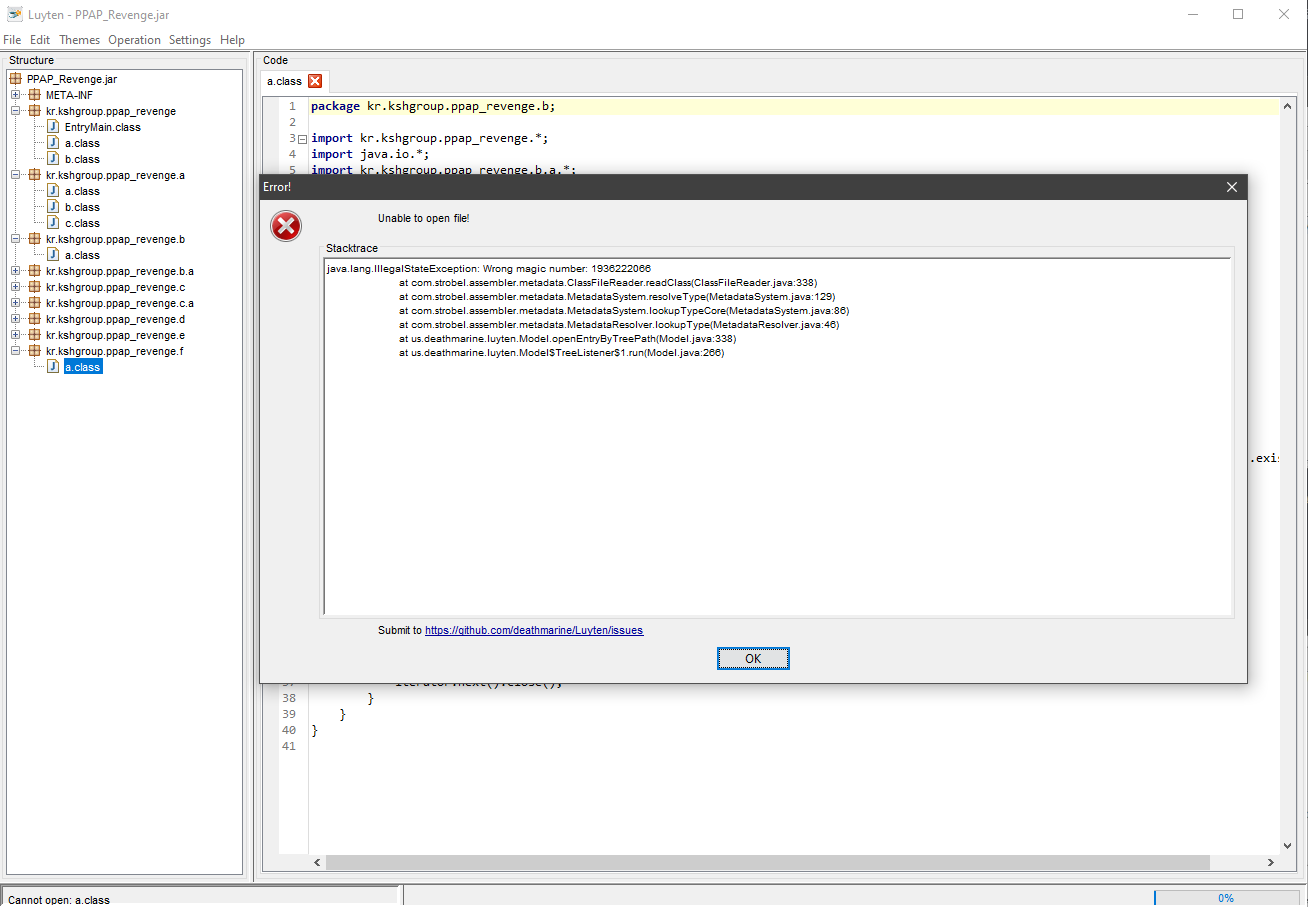 Luyten - PPAP_Revenge.jar
File Edit Themes Operation Settings Help
Structure
PPAP_Revenge.jar
META-INF
kr.kshgroup.ppap_revenge
EntryMain.class
a.class
b.class
kr.kshgroup.ppap_revenge.a
a.class
b.class
c.class
kr.kshgroup.ppap_revenge.b
a.class
kr.kshgroup.ppap_revenge.b.a
kr.kshgroup.ppap_revenge.c
kr.kshgroup.ppap_revenge.c.a
kr.kshgroup.ppap_revenge.d
kr.kshgroup.ppap_revenge.e
kr.kshgroup.ppap_revenge.f
a.class
Code
a.class
1 package kr.kshgroup.ppap_revenge.b;
2
3 import kr.kshgroup.ppap_revenge.*;
4 import java.io.*;
5 import kr.kshgroup.ppap_revenge.b.a.*;
Error!
Unable to open file!
Stacktrace
java.lang.IllegalStateException: Wrong magic number: 1936222066
at com.strobel.assembler.metadata.ClassFileReader.readClass(ClassFileReader.java:338)
at com.strobel.assembler.metadata.MetadataSystem.resolveType(MetadataSystem.java:129)
at com.strobel.assembler.metadata.MetadataSystem.lookupTypeCore(MetadataSystem.java:86)
at com.strobel.assembler.metadata.MetadataResolver.lookupType(MetadataResolver.java:46)
at us.deathmarine.luyten.Model.openEntryByTreePath(Model.java:338)
at us.deathmarine.luyten.Model$TreeListener$1.run(Model.java:266)
.exis
Submit to https://github.com/deathmarine/Luyten/issues
OK
37 iterator.next().close();
38 }
39 }
40 }
41
Cannot open: a.class
0%